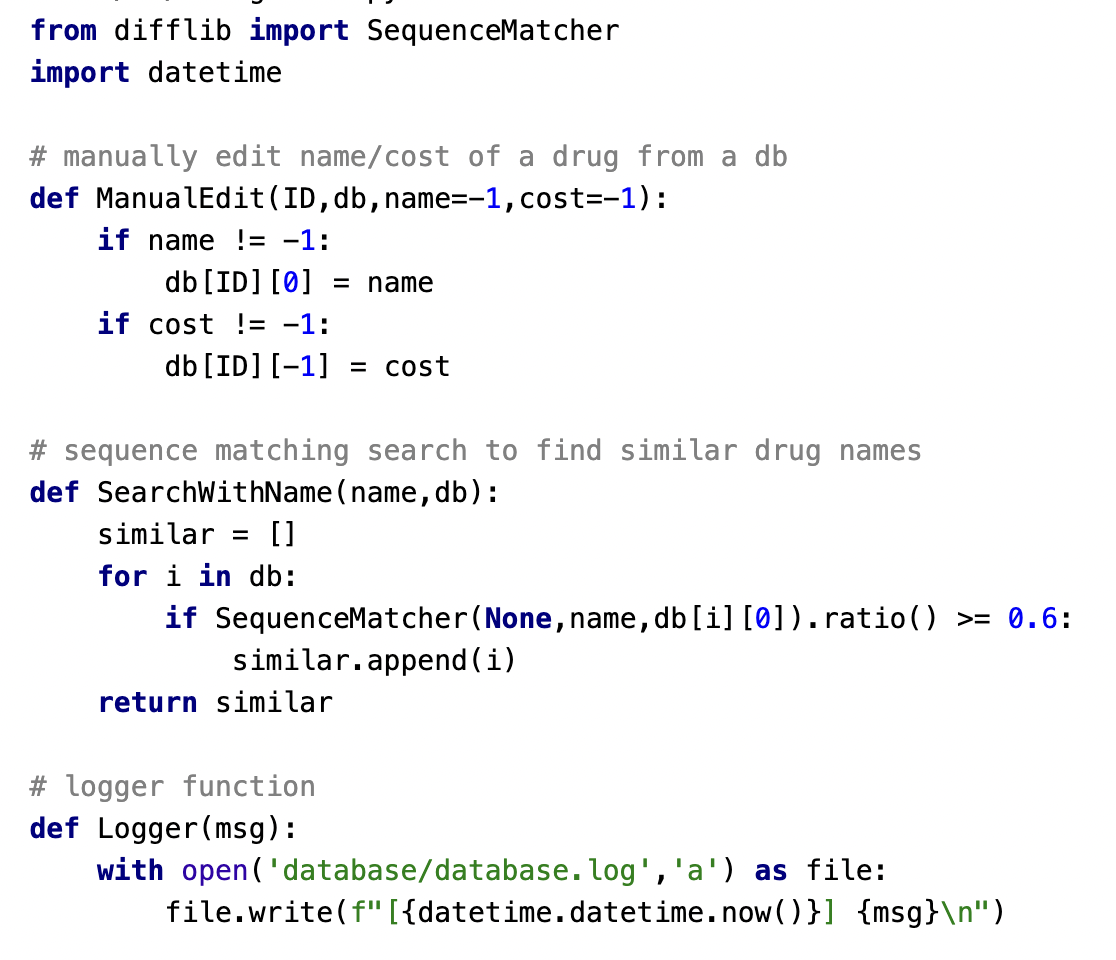 from difflib import SequenceMatcher
import datetime

# manually edit name/cost of a drug from a db
def ManualEdit(ID,db,name=-1,cost=-1):
    if name != -1:
        db[ID][0] = name
    if cost != -1:
        db[ID][-1] = cost

# sequence matching search to find similar drug names
def SearchWithName(name,db):
    similar = []
    for i in db:
        if SequenceMatcher(None,name,db[i][0]).ratio() >= 0.6:
            similar.append(i)
    return similar

# logger function
def Logger(msg):
    with open('database/database.log','a') as file:
        file.write(f"[{datetime.datetime.now()}] {msg}\n")